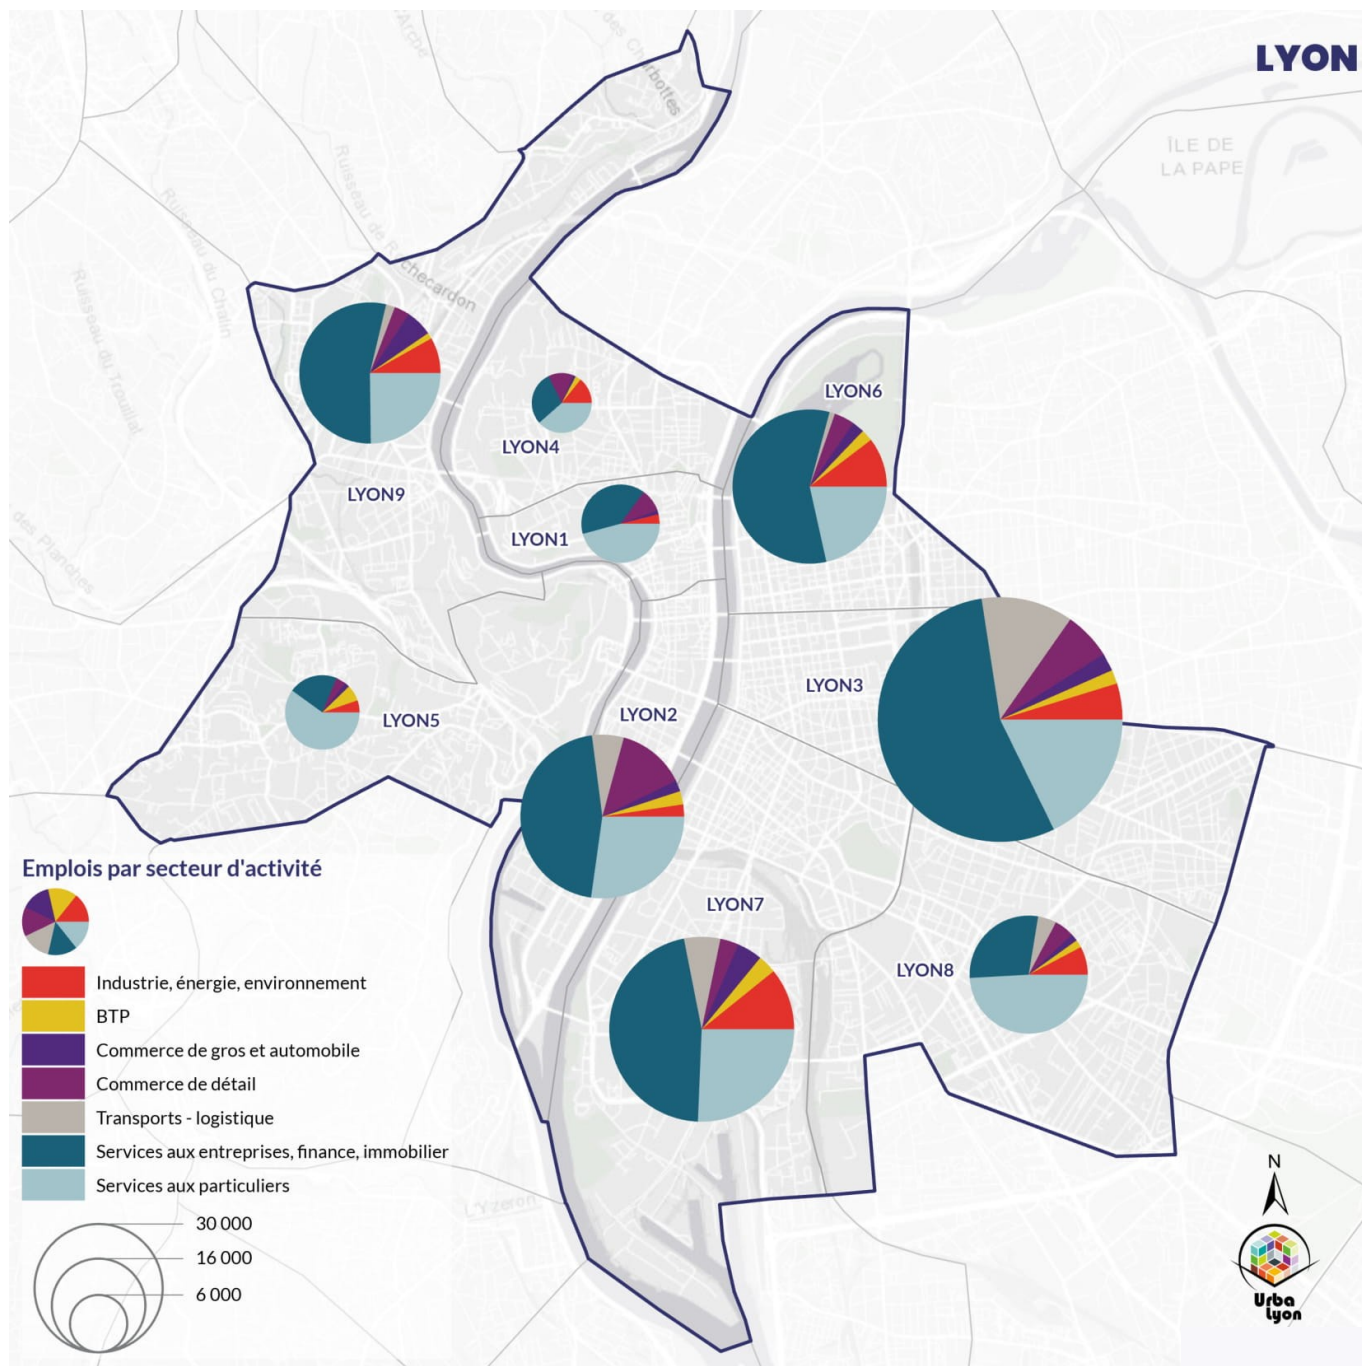 LYON
d'Arche
des Charbottes
ÎLE DE
LA PAPE
Ruisseau de Rochecardon
Ruisseau du Chalin
Ruisseau du Trouillat
LYON6
LYON4
LYON9
LYON1
des Planches
LYON3
LYON5
LYON2
LYON7
LYON8
Emplois par secteur d'activité
Industrie, énergie, environnement
BTP
Commerce de gros et automobile
Commerce de détail
Transports - logistique
Services aux entreprises, finance, immobilier
Services aux particuliers
L'Yzeron
30 000
16 000
6 000
N
Urba
Lyon